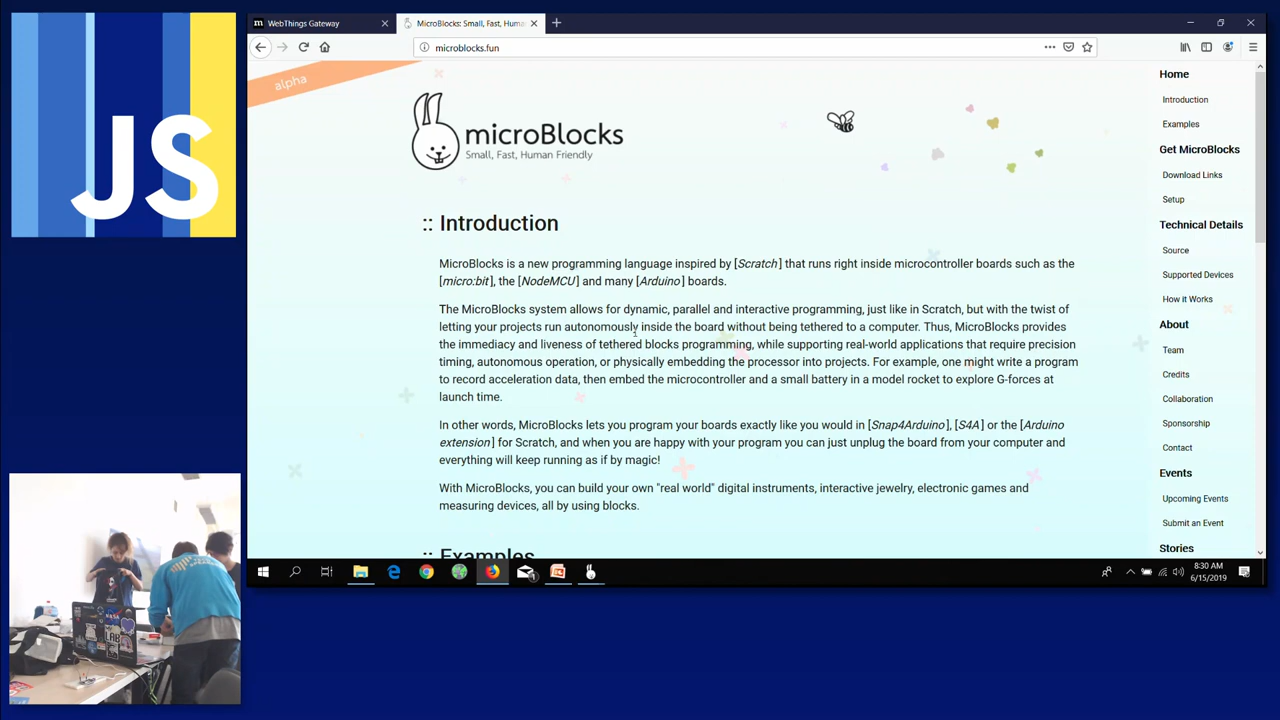 WebThings Gateway
MicroBlocks: Small, Fast, Huma
microblocks.fun
alpha
microBlocks
Small, Fast, Human Friendly
:: Introduction
MicroBlocks is a new programming language inspired by [Scratch] that runs right inside microcontroller boards such as the
[micro:bit], the [NodeMCU] and many [Arduino] boards.
The MicroBlocks system allows for dynamic, parallel and interactive programming, just like in Scratch, but with the twist of
letting your projects run autonomously inside the board without being tethered to a computer. Thus, MicroBlocks provides
the immediacy and liveness of tethered blocks programming, while supporting real-world applications that require precision
timing, autonomous operation, or physically embedding the processor into projects. For example, one might write a program
to record acceleration data, then embed the microcontroller and a small battery in a model rocket to explore G-forces at
launch time.
In other words, MicroBlocks lets you program your boards exactly like you would in [Snap4Arduino], [S4A] or the [Arduino
extension] for Scratch, and when you are happy with your program you can just unplug the board from your computer and
everything will keep running as if by magic!
With MicroBlocks, you can build your own "real world" digital instruments, interactive jewelry, electronic games and
measuring devices, all by using blocks.
:: Examples
Home
Introduction
Examples
Get MicroBlocks
Download Links
Setup
Technical Details
Source
Supported Devices
How it Works
About
Team
Credits
Collaboration
Sponsorship
Contact
Events
Upcoming Events
Submit an Event
Stories
8:30 AM
6/15/2019
JS
LAB